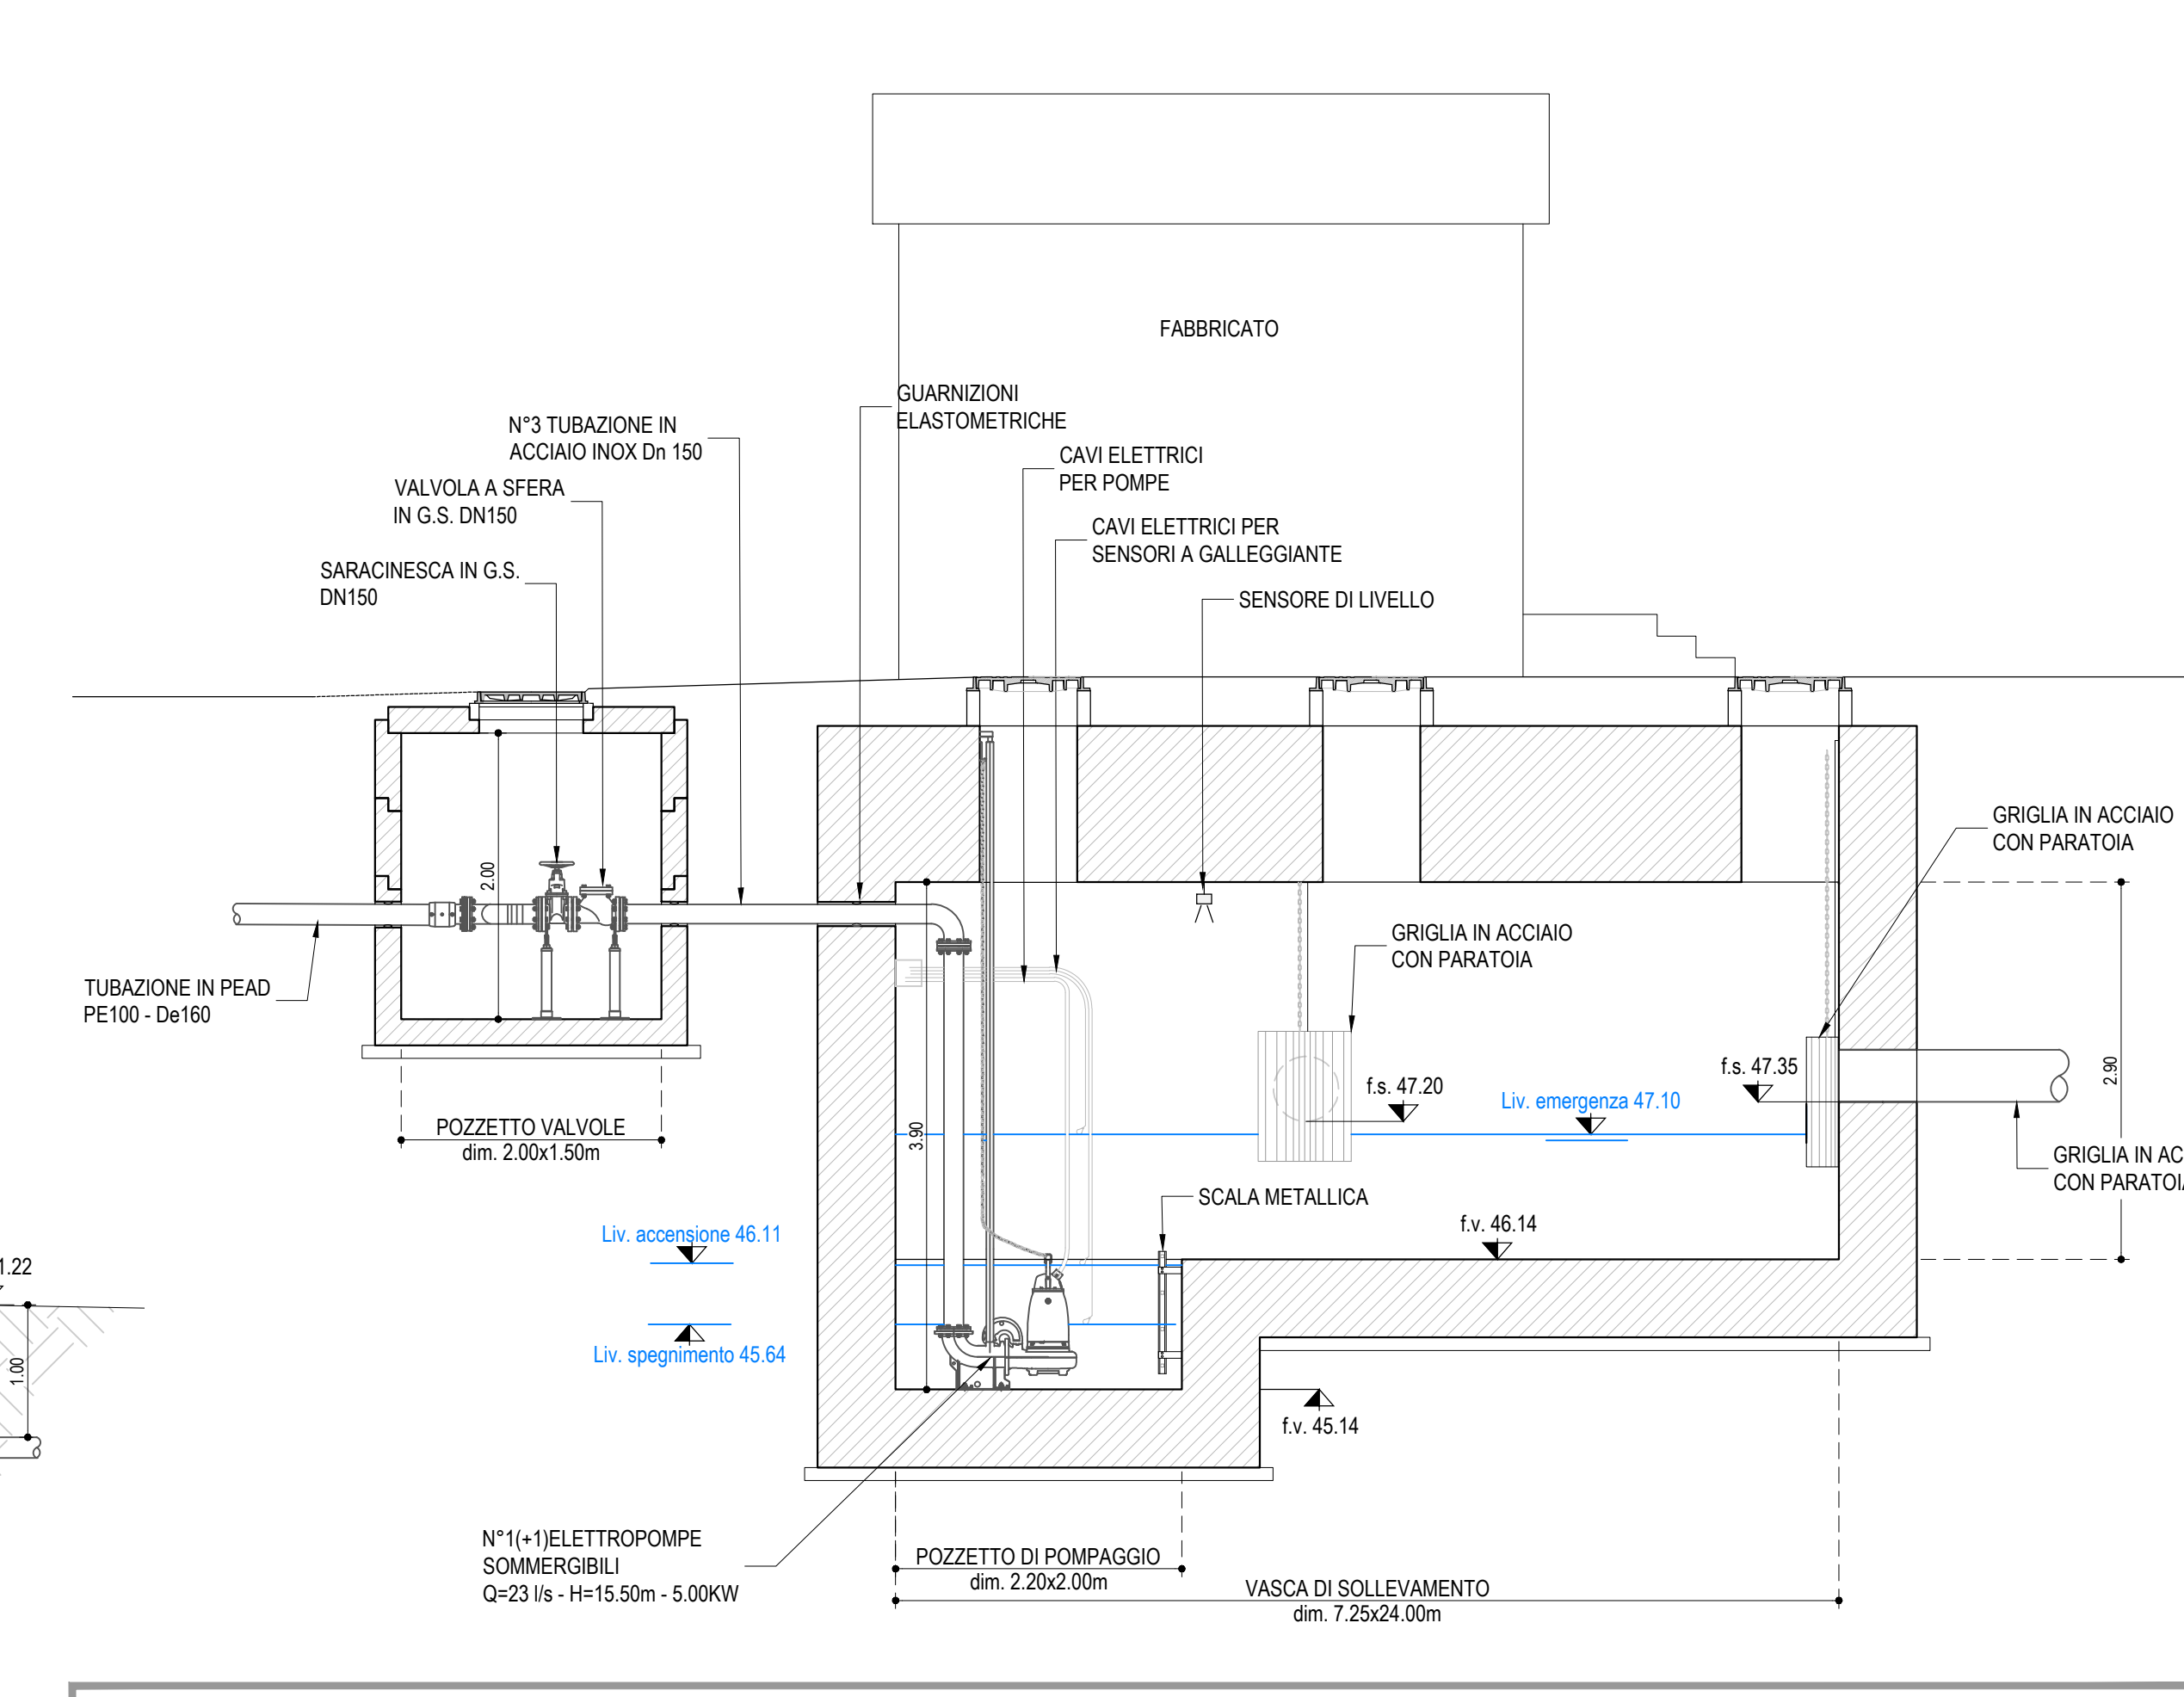 FABBRICATO
GUARNIZIONI
ELASTOMETRICHE
N°3 TUBAZIONE IN
ACCIAIO INOX Dn 150
CAVI ELETTRICI
PER POMPE
VALVOLA A SFERA
IN G.S. DN150
CAVI ELETTRICI PER
SENSORI A GALLEGGIANTE
SARACINESCA IN G.S.
DN150
SENSORE DI LIVELLO
GRIGLIA IN ACCIAIO
CON PARATOIA
2.00
GRIGLIA IN ACCIAIO
CON PARATOIA
TUBAZIONE IN PEAD
PE100 - De160
f.s. 47.20
f.s. 47.35
2.90
Liv. emergenza 47.10
POZZETTO VALVOLE
dim. 2.00x1.50m
3.90
GRIGLIA IN AC
CON PARATOIA
SCALA METALLICA
Liv. accensione 46.11
f.v. 46.14
1.22
1.00
Liv. spegnimento 45.64
f.v. 45.14
N°1(+1)ELETTROPOMPE
SOMMERGIBILI
Q=23 l/s - H=15.50m - 5.00KW
POZZETTO DI POMPAGGIO
dim. 2.20x2.00m
VASCA DI SOLLEVAMENTO
dim. 7.25x24.00m